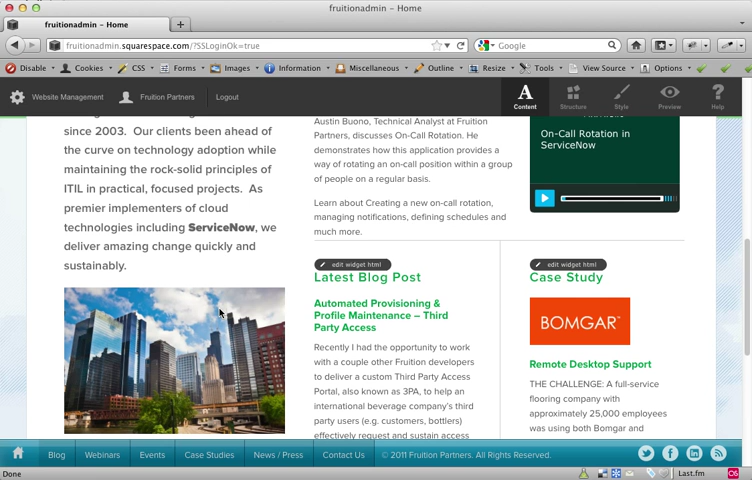 fruitionadmin – Home
fruitionadmin – Home
+
fruitionadmin.squarespace.com/?SSLoginOk=true
Google
Disable
Cookies
CSS
Forms
Images
Information
Miscellaneous
Outline
Resize
Tools
View Source
Options
Website Management
Fruition Partners
Logout
A
Content
Structure
Style
Preview
Help
since 2003. Our clients been ahead of
the curve on technology adoption while
maintaining the rock-solid principles of
ITIL in practical, focused projects. As
premier implementers of cloud
technologies including ServiceNow, we
deliver amazing change quickly and
sustainably.
Austin Buono, Technical Analyst at Fruition
Partners, discusses On-Call Rotation. He
demonstrates how this application provides a
way of rotating an on-call position within a group
of people on a regular basis.
Learn about Creating a new on-call rotation,
managing notifications, defining schedules and
much more.
On-Call Rotation in
ServiceNow
edit widget html
Latest Blog Post
Automated Provisioning &
Profile Maintenance – Third
Party Access
Recently I had the opportunity to work
with a couple other Fruition developers
to deliver a custom Third Party Access
Portal, also known as 3PA, to help an
international beverage company's third
party users (e.g. customers, bottlers)
effectively request and sustain access
edit widget html
Case Study
BOMGAR
Remote Desktop Support
THE CHALLENGE: A full-service
flooring company with
approximately 25,000 employees
was using both Bomgar and
Blog
Webinars
Events
Case Studies
News / Press
Contact Us
© 2011 Fruition Partners. All Rights Reserved.
Done
Last.fm